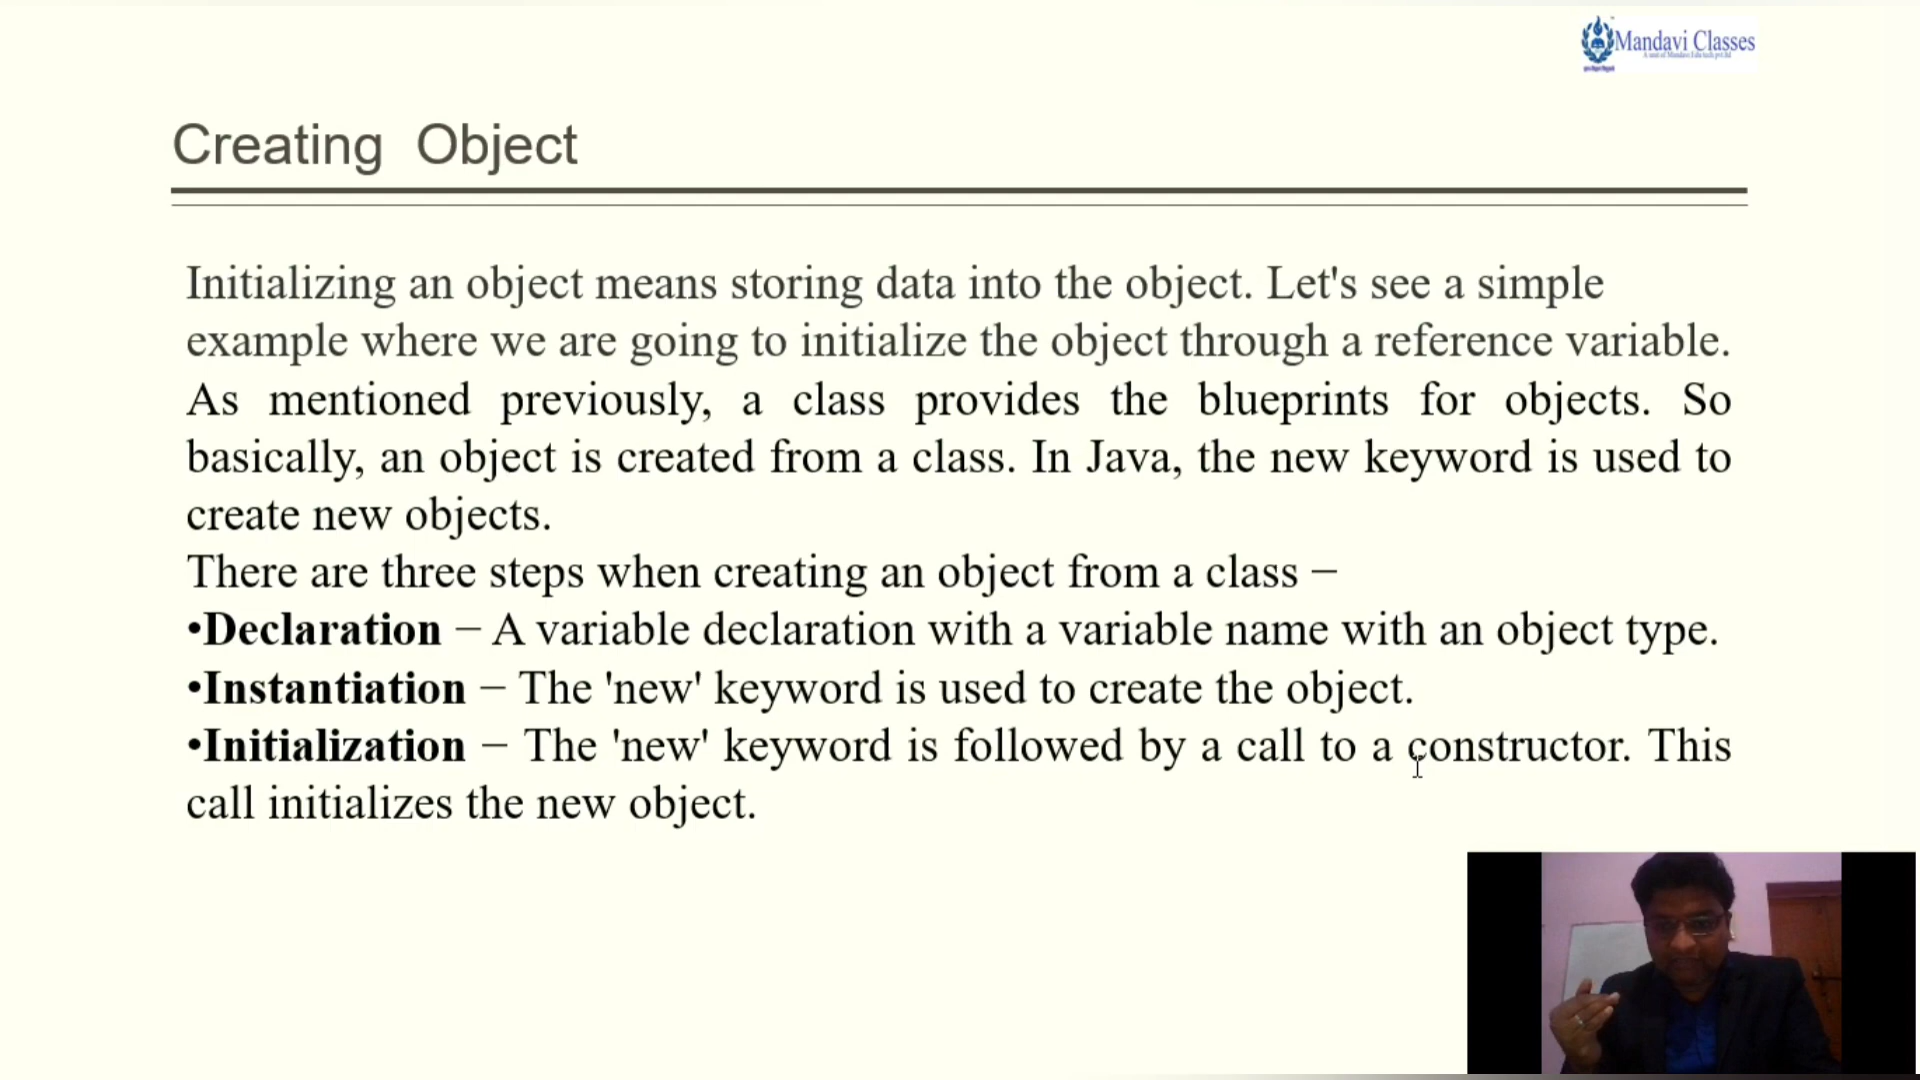 Mandavi Classes
Creating Object
Initializing an object means storing data into the object. Let's see a simple
example where we are going to initialize the object through a reference variable.
As mentioned previously, a class provides the blueprints for objects. So
basically, an object is created from a class. In Java, the new keyword is used to
create new objects.
There are three steps when creating an object from a class −
•Declaration − A variable declaration with a variable name with an object type.
•Instantiation − The 'new' keyword is used to create the object.
•Initialization − The 'new' keyword is followed by a call to a constructor. This
call initializes the new object.